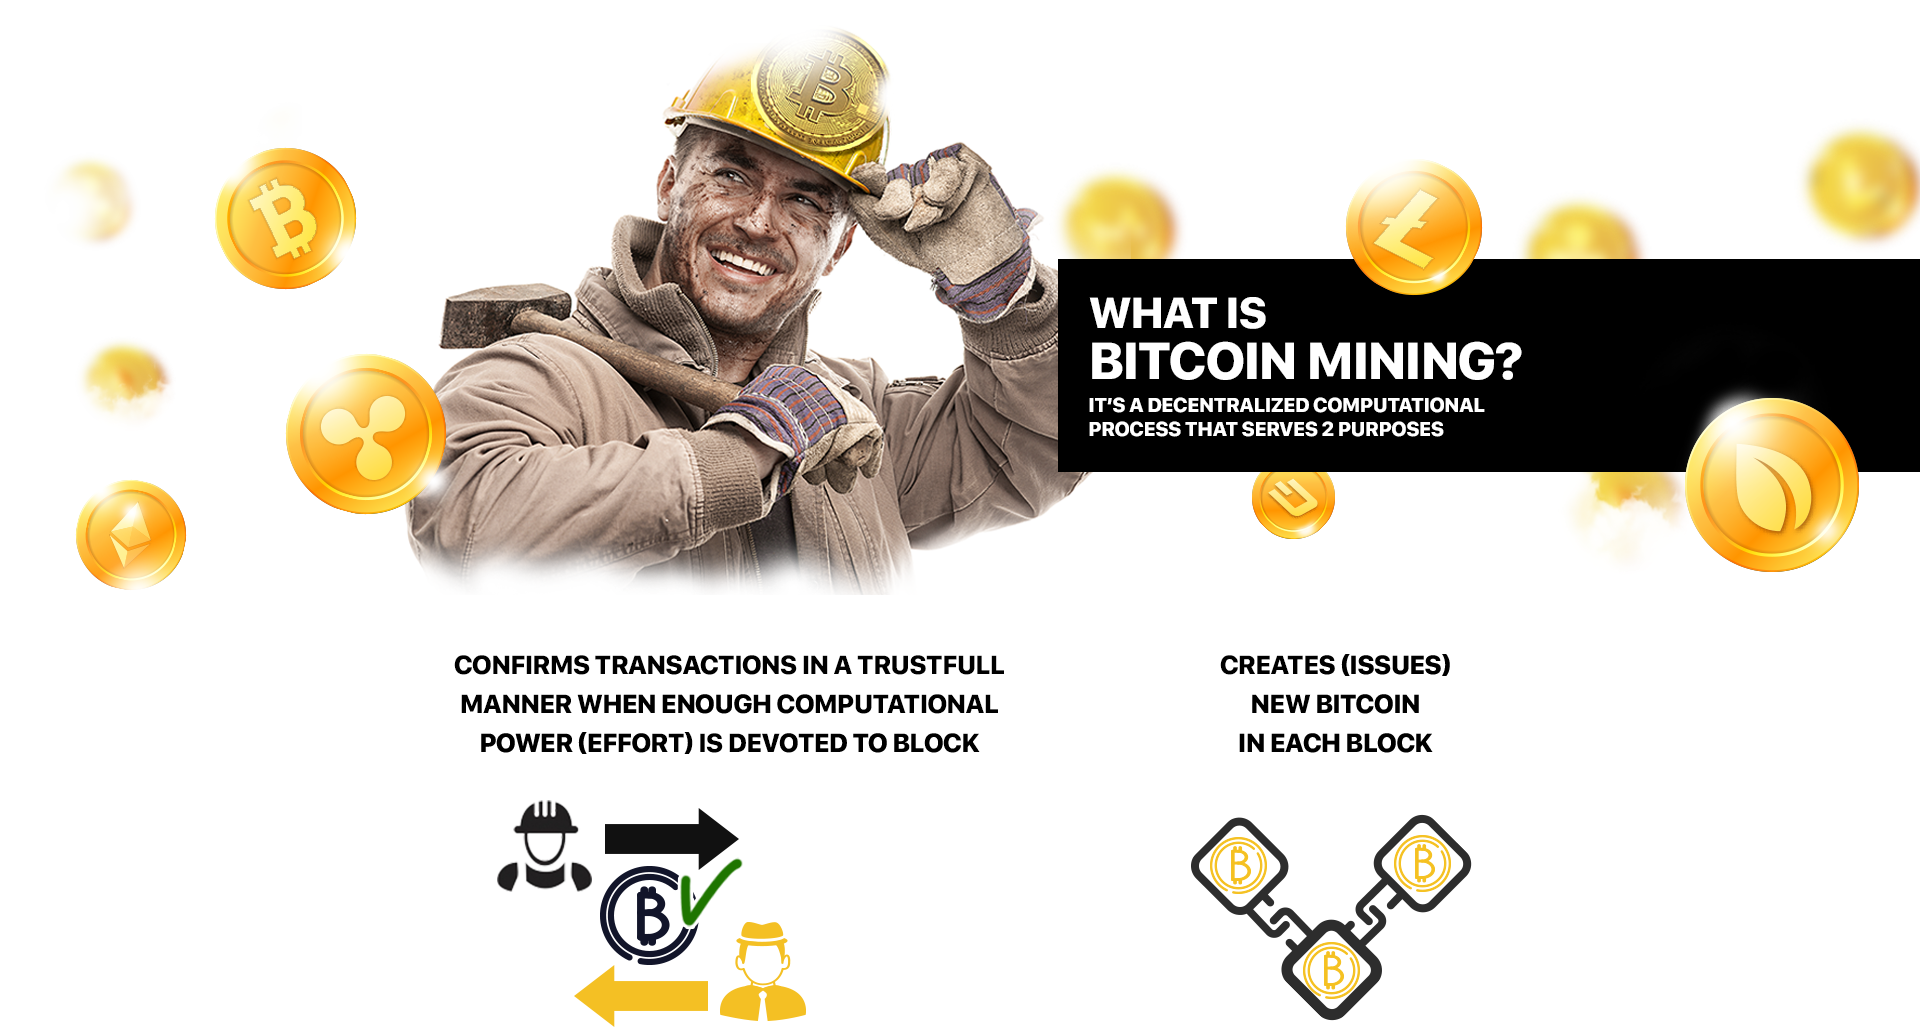 WHAT IS
BITCOIN MINING?
IT'S A DECENTRALIZED COMPUTATIONAL
PROCESS THAT SERVES 2 PURPOSES
CONFIRMS TRANSACTIONS IN A TRUSTFULL
MANNER WHEN ENOUGH COMPUTATIONAL
POWER (EFFORT) IS DEVOTED TO BLOCK
CREATES (ISSUES)
NEW BITCOIN
IN EACH BLOCK